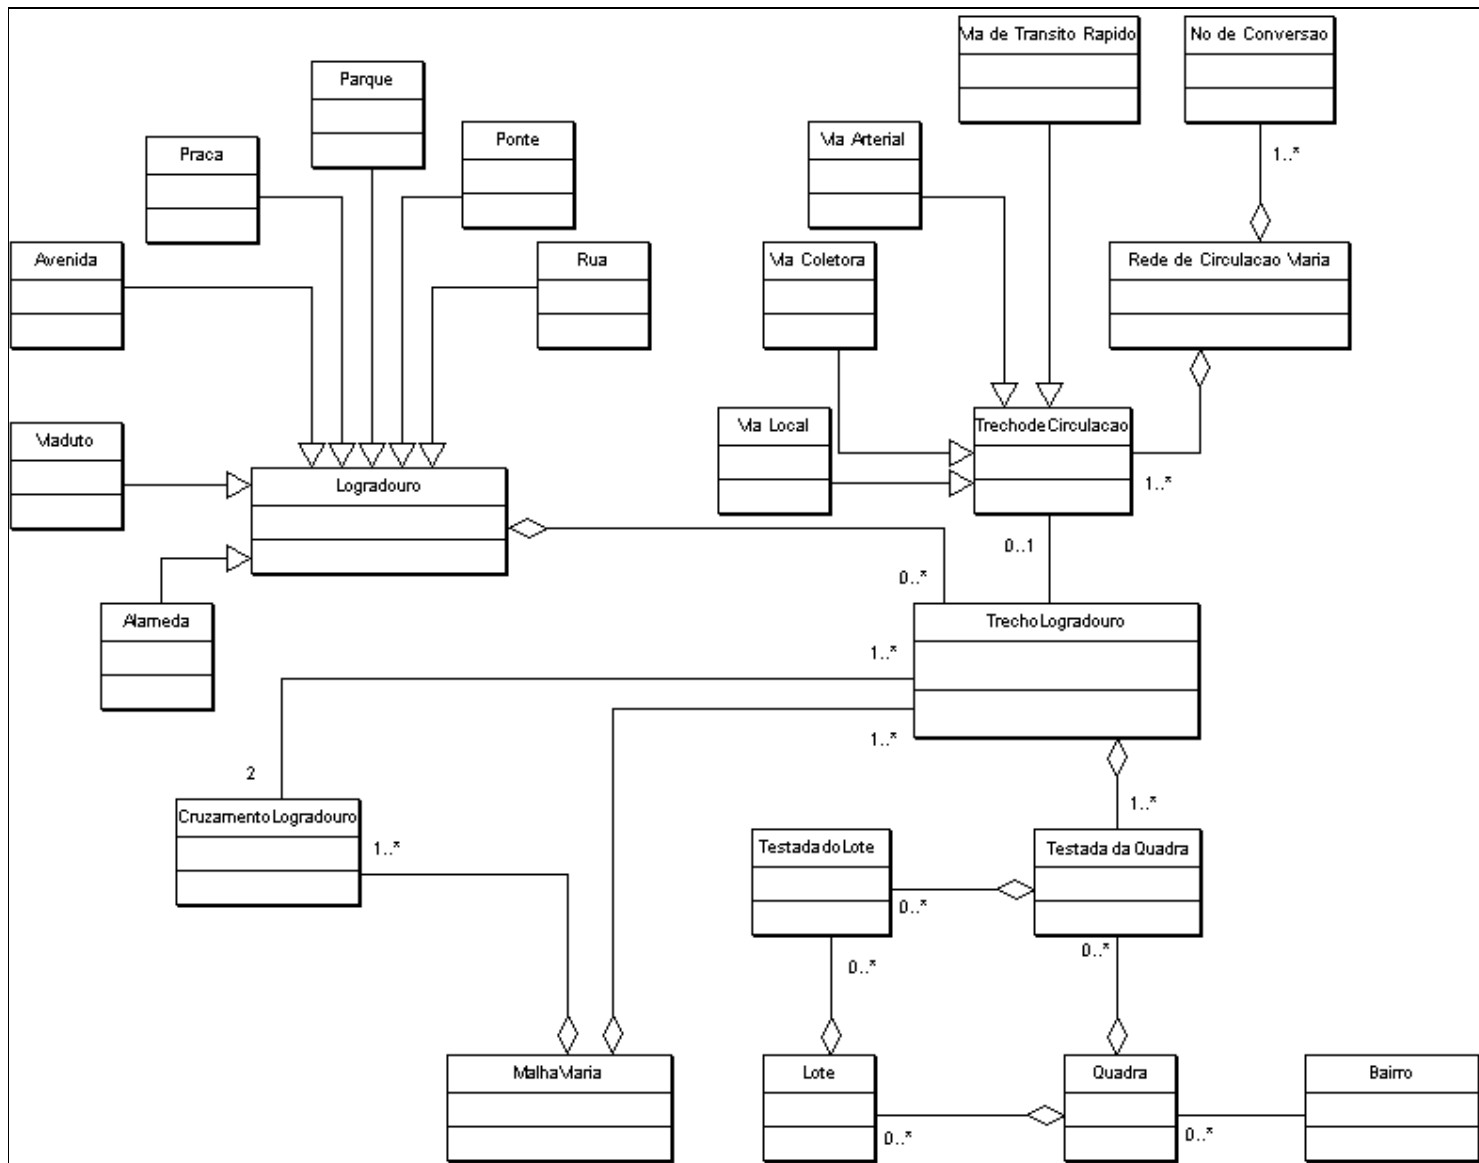 Via de Transito Rapido
No de Conversao
Parque
Ponte
Via Arterial
Praca
1..*
Avenida
Rua
Via Coletora
Rede de Circulacao Viaria
Viaduto
Via Local
TrechodeCirculacao
Logradouro
1..*
0..1
0..*
Alameda
TrechoLogradouro
1..*
1..*
2
CruzamentoLogradouro
1..*
1..*
TestadadoLote
Testada da Quadra
0..*
0..*
0..*
MalhaViaria
Lote
Quadra
Bairro
0..*
0..*